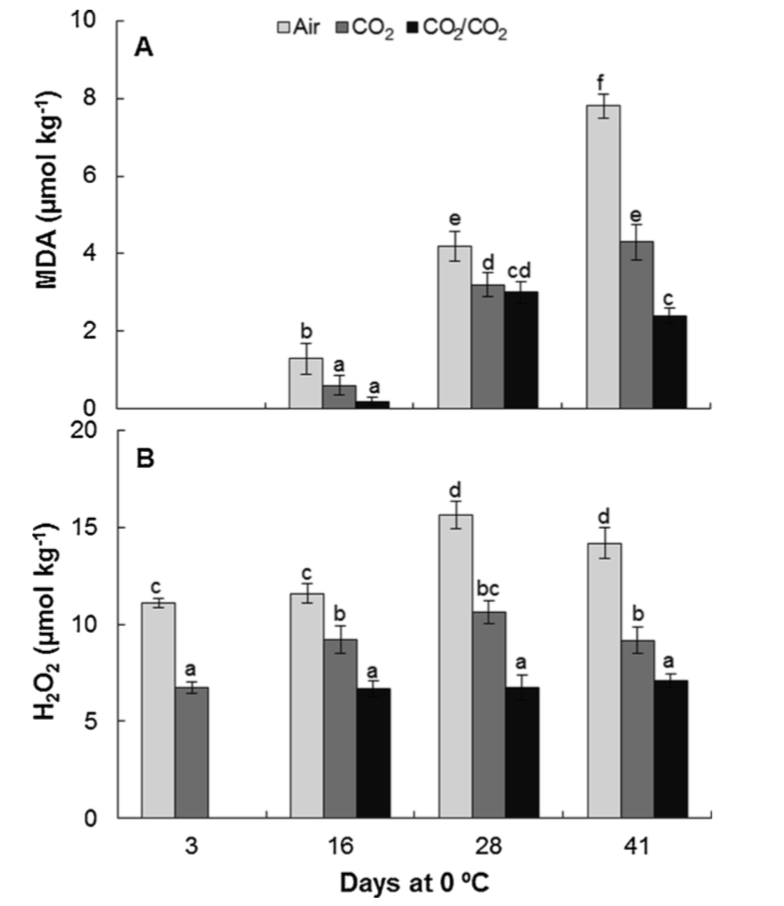 10
Air CO₂ CO₂/CO₂
A
8
6
4
2
0
MDA (μmol kg⁻¹)
b a a
e d cd
f e c
20
B
15
10
5
0
H₂O₂ (μmol kg⁻¹)
c a
c b a
d bc a
d b a
3 16 28 41
Days at 0 ºC